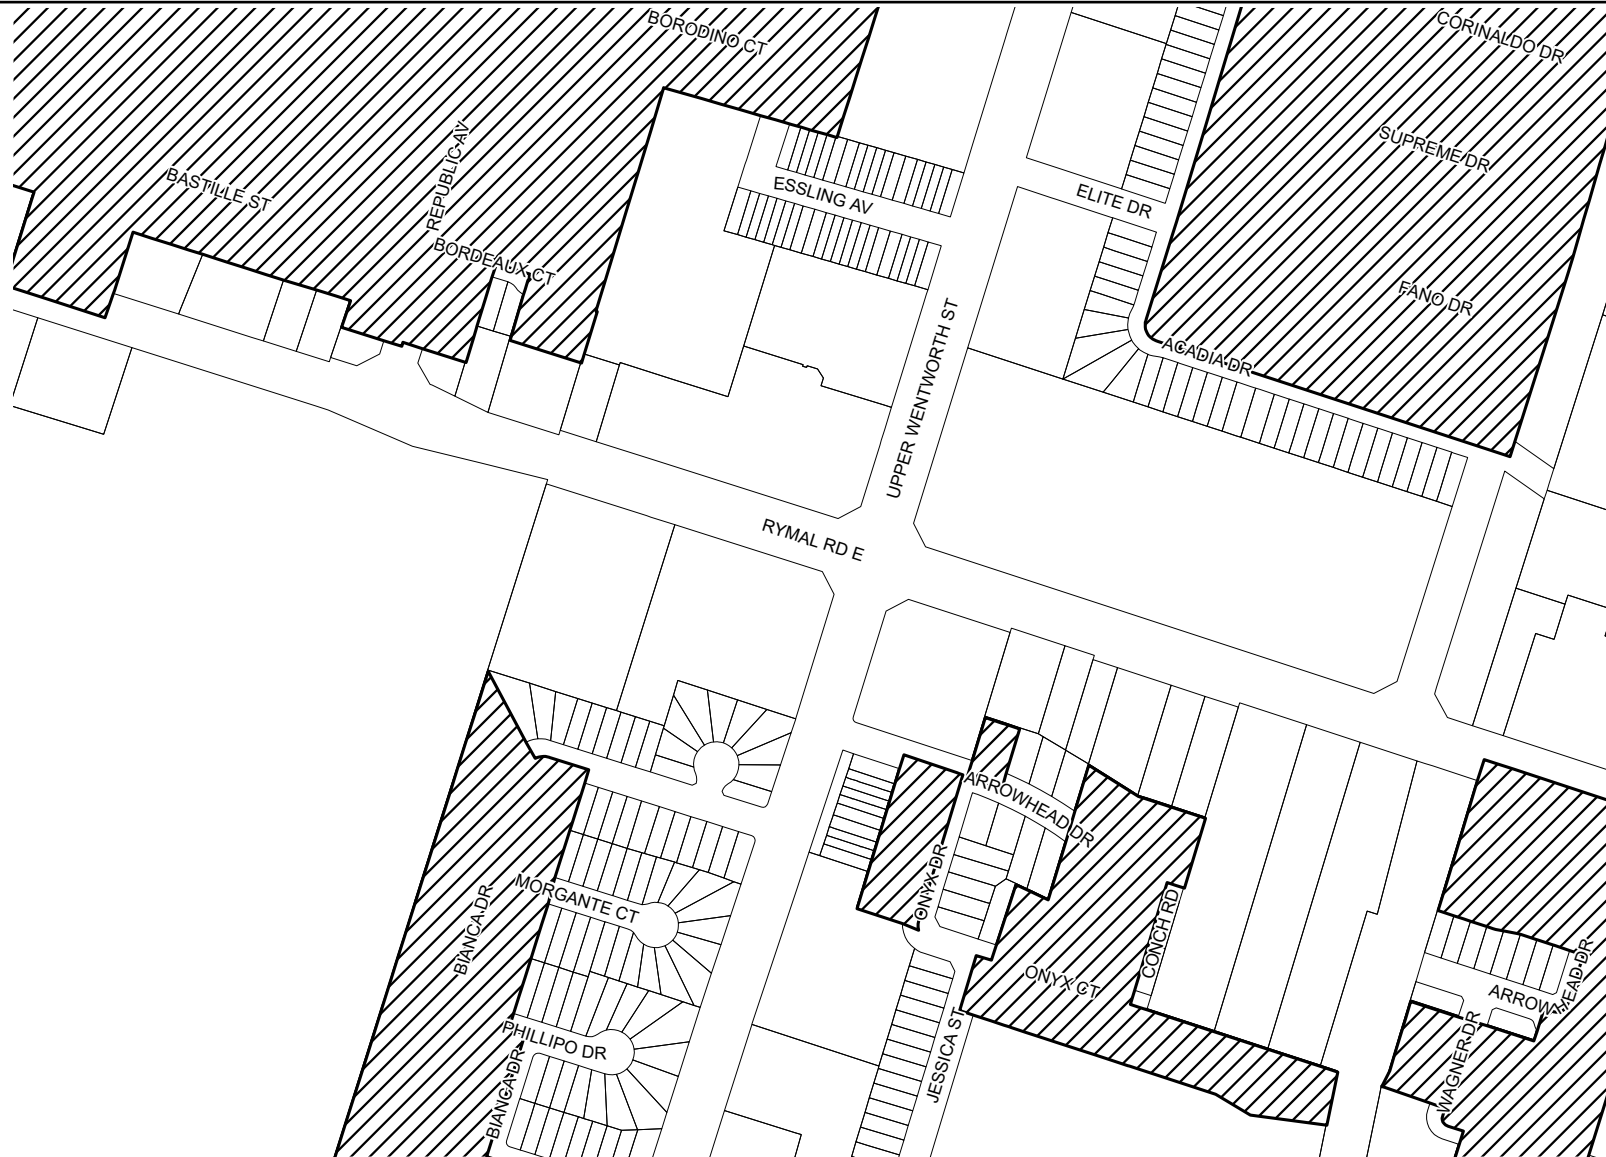 BORODINO CT
CORINALDO DR
REPUBLIC AV
SUPREME DR
BASTILLE ST
ESSLING AV
ELITE DR
BORDEAUX CT
FANO DR
UPPER WENTWORTH ST
ACADIA DR
RYMAL RD E
ARROWHEAD DR
ONYX DR
MORGANTE CT
BIANCA DR
CONCH RD
ONYX CT
ARROWHEAD DR
PHILLIPO DR
JESSICA ST
WAGNER DR
BIANCA DR